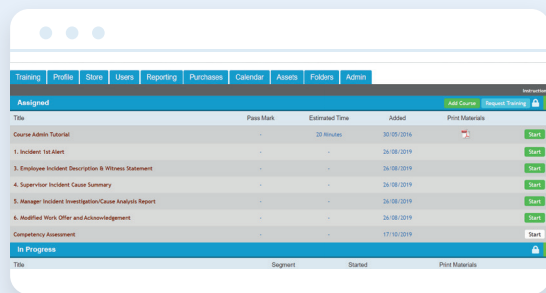 Training Profile Store Users Reporting Purchases Calendar Assets Folders Admin
Instruction
Assigned Add Course Request Training
Title Pass Mark Estimated Time Added Print Materials
Course Admin Tutorial - 20 Minutes 30/05/2016 Start
1. Incident 1st Alert - - 26/08/2019 Start
3. Employee Incident Description & Witness Statement - - 26/08/2019 Start
4. Supervisor Incident Cause Summary - - 26/08/2019 Start
5. Manager Incident Investigation/Cause Analysis Report - - 26/08/2019 Start
6. Modified Work Offer and Acknowledgement - - 26/08/2019 Start
Competency Assessment - - 17/10/2019 Start
In Progress
Title Segment Started Print Materials